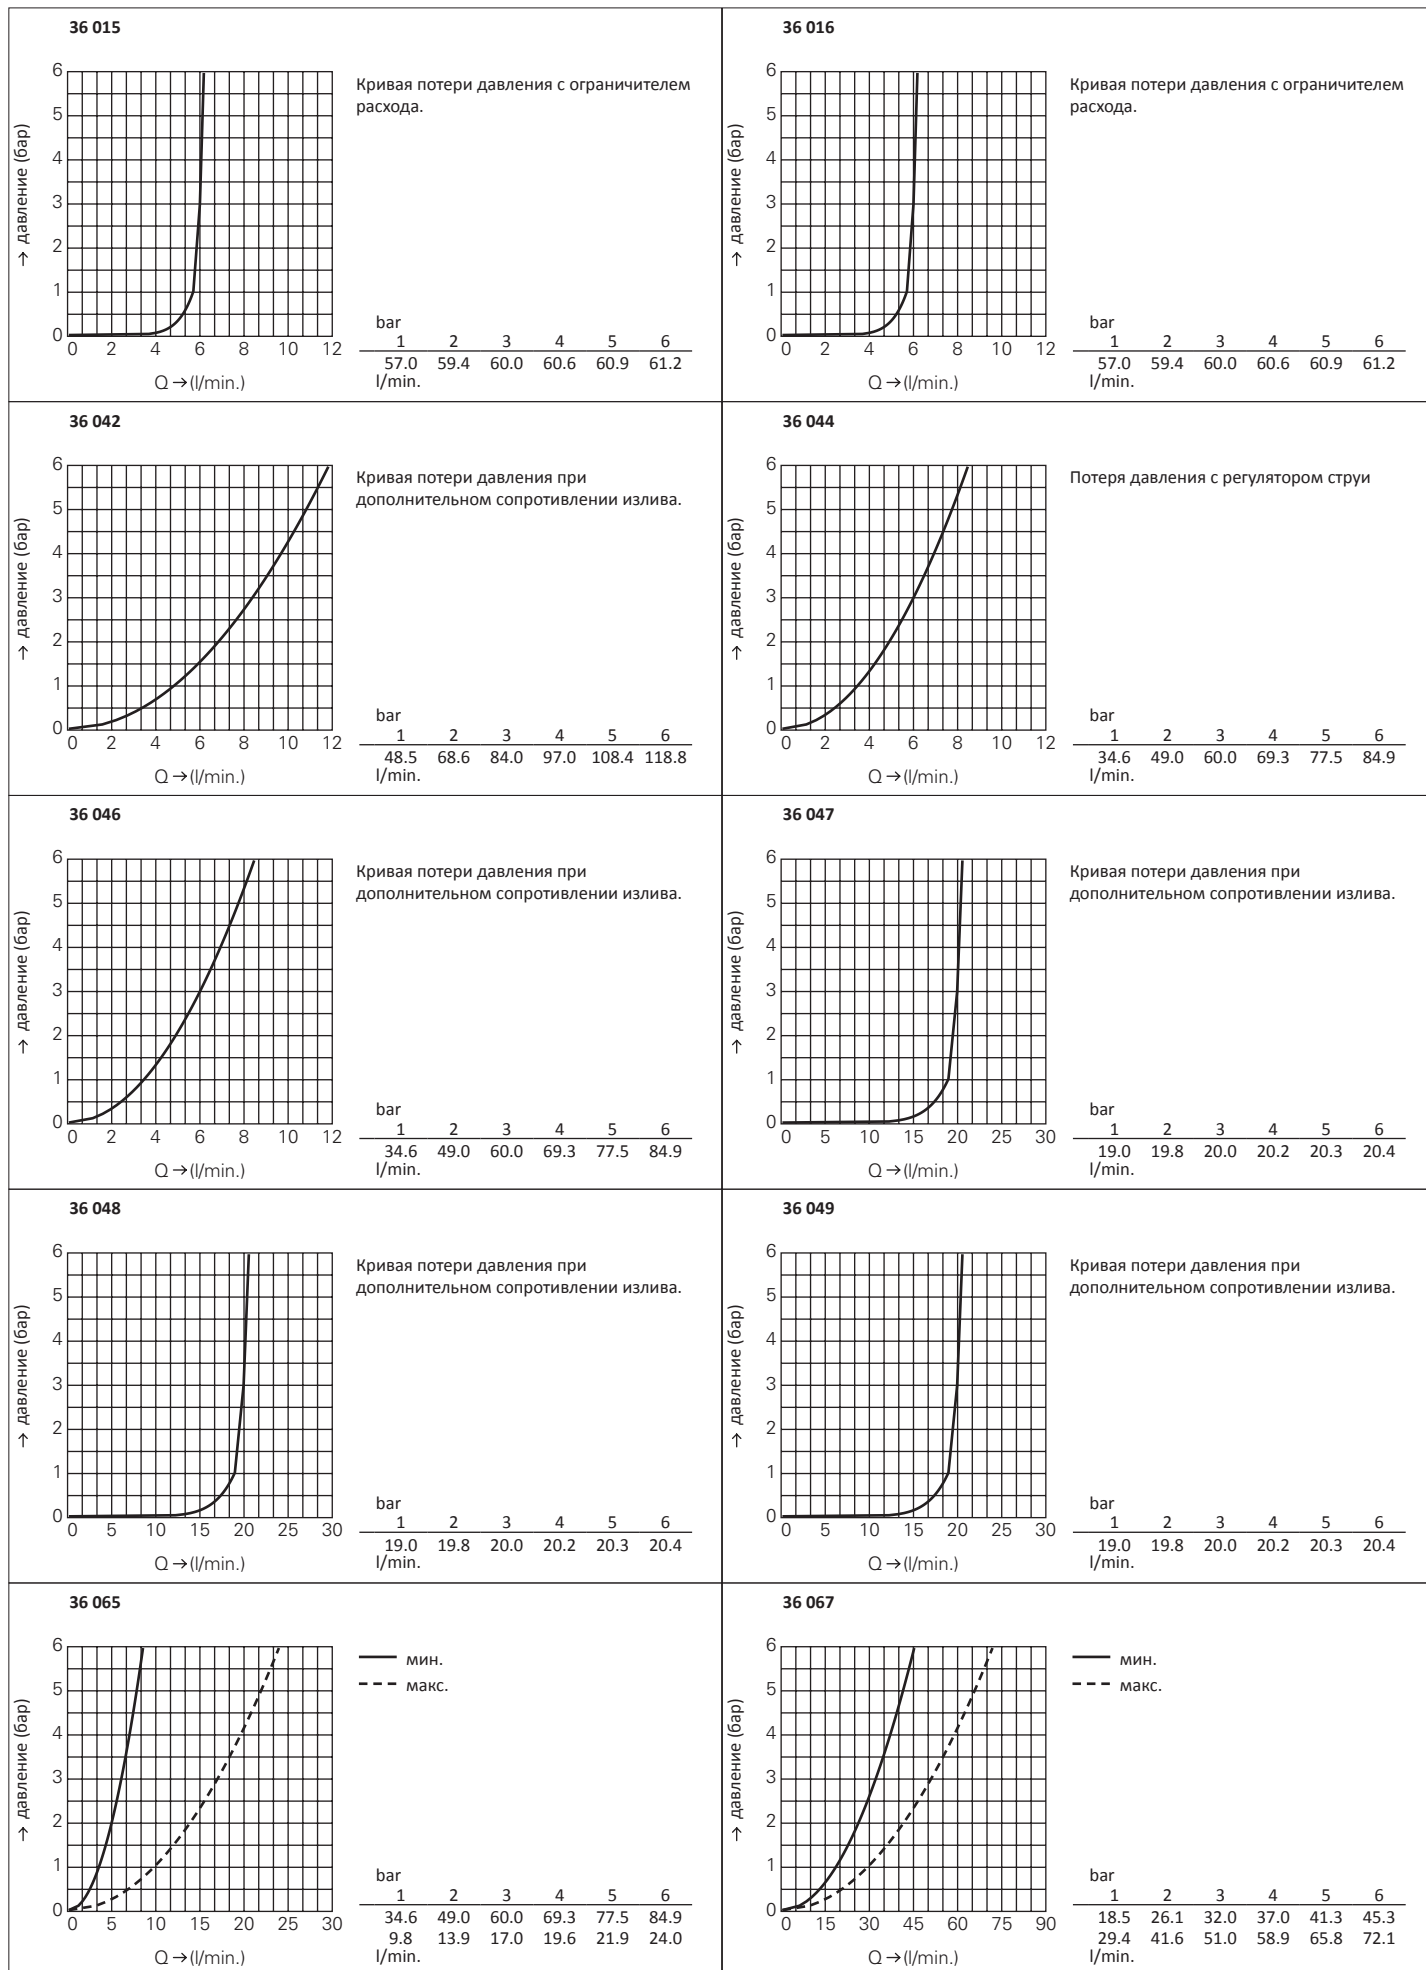 36 015
6
5
4
3
2
1
0
→ давление (бар)
0 2 4 6 8 10 12
Q → (l/min.)
Кривая потери давления с ограничителем
расхода.
bar
1 2 3 4 5 6
57.0 59.4 60.0 60.6 60.9 61.2
l/min.
36 016
6
5
4
3
2
1
0
→ давление (бар)
0 2 4 6 8 10 12
Q → (l/min.)
Кривая потери давления с ограничителем
расхода.
bar
1 2 3 4 5 6
57.0 59.4 60.0 60.6 60.9 61.2
l/min.
36 042
6
5
4
3
2
1
0
→ давление (бар)
0 2 4 6 8 10 12
Q → (l/min.)
Кривая потери давления при
дополнительном сопротивлении излива.
bar
1 2 3 4 5 6
48.5 68.6 84.0 97.0 108.4 118.8
l/min.
36 044
6
5
4
3
2
1
0
→ давление (бар)
0 2 4 6 8 10 12
Q → (l/min.)
Потеря давления с регулятором струи
bar
1 2 3 4 5 6
34.6 49.0 60.0 69.3 77.5 84.9
l/min.
36 046
6
5
4
3
2
1
0
→ давление (бар)
0 2 4 6 8 10 12
Q → (l/min.)
Кривая потери давления при
дополнительном сопротивлении излива.
bar
1 2 3 4 5 6
34.6 49.0 60.0 69.3 77.5 84.9
l/min.
36 047
6
5
4
3
2
1
0
→ давление (бар)
0 5 10 15 20 25 30
Q → (l/min.)
Кривая потери давления при
дополнительном сопротивлении излива.
bar
1 2 3 4 5 6
19.0 19.8 20.0 20.2 20.3 20.4
l/min.
36 048
6
5
4
3
2
1
0
→ давление (бар)
0 5 10 15 20 25 30
Q → (l/min.)
Кривая потери давления при
дополнительном сопротивлении излива.
bar
1 2 3 4 5 6
19.0 19.8 20.0 20.2 20.3 20.4
l/min.
36 049
6
5
4
3
2
1
0
→ давление (бар)
0 5 10 15 20 25 30
Q → (l/min.)
Кривая потери давления при
дополнительном сопротивлении излива.
bar
1 2 3 4 5 6
19.0 19.8 20.0 20.2 20.3 20.4
l/min.
36 065
6
5
4
3
2
1
0
→ давление (бар)
0 5 10 15 20 25 30
Q → (l/min.)
мин.
макс.
bar
1 2 3 4 5 6
34.6 49.0 60.0 69.3 77.5 84.9
9.8 13.9 17.0 19.6 21.9 24.0
l/min.
36 067
6
5
4
3
2
1
0
→ давление (бар)
0 15 30 45 60 75 90
Q → (l/min.)
мин.
макс.
bar
1 2 3 4 5 6
18.5 26.1 32.0 37.0 41.3 45.3
29.4 41.6 51.0 58.9 65.8 72.1
l/min.